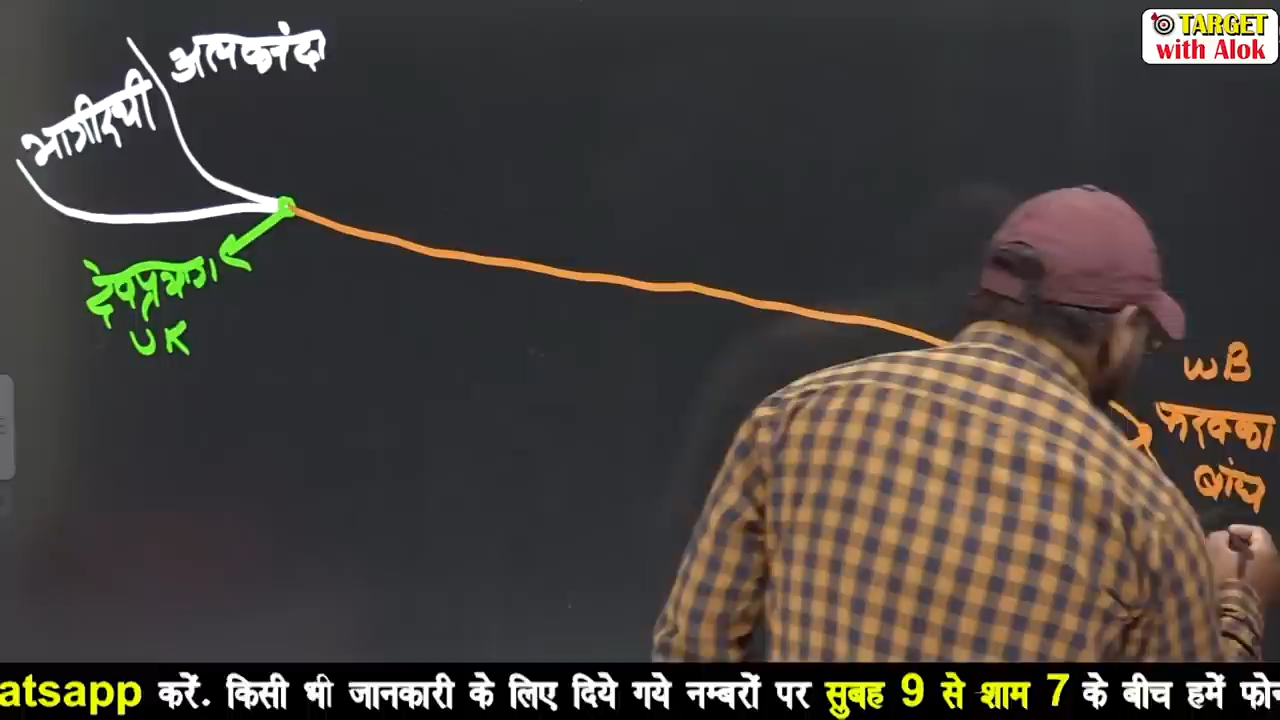 TARGET
with Alok
अलकनंदा
भागीरथी
देवप्रयाग
UK
WB
फरक्का
बांध
atsapp करें. किसी भी जानकारी के लिए दिये गये नम्बरों पर सुबह 9 से शाम 7 के बीच हमें फोन